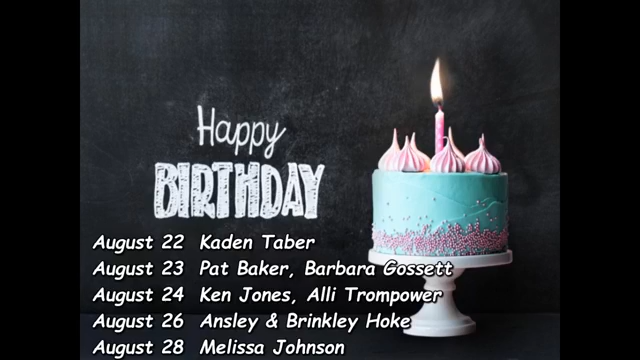 Happy
BIRTHDAY
August 22 Kaden Taber
August 23 Pat Baker, Barbara Gossett
August 24 Ken Jones, Alli Trompower
August 26 Ansley & Brinkley Hoke
August 28 Melissa Johnson